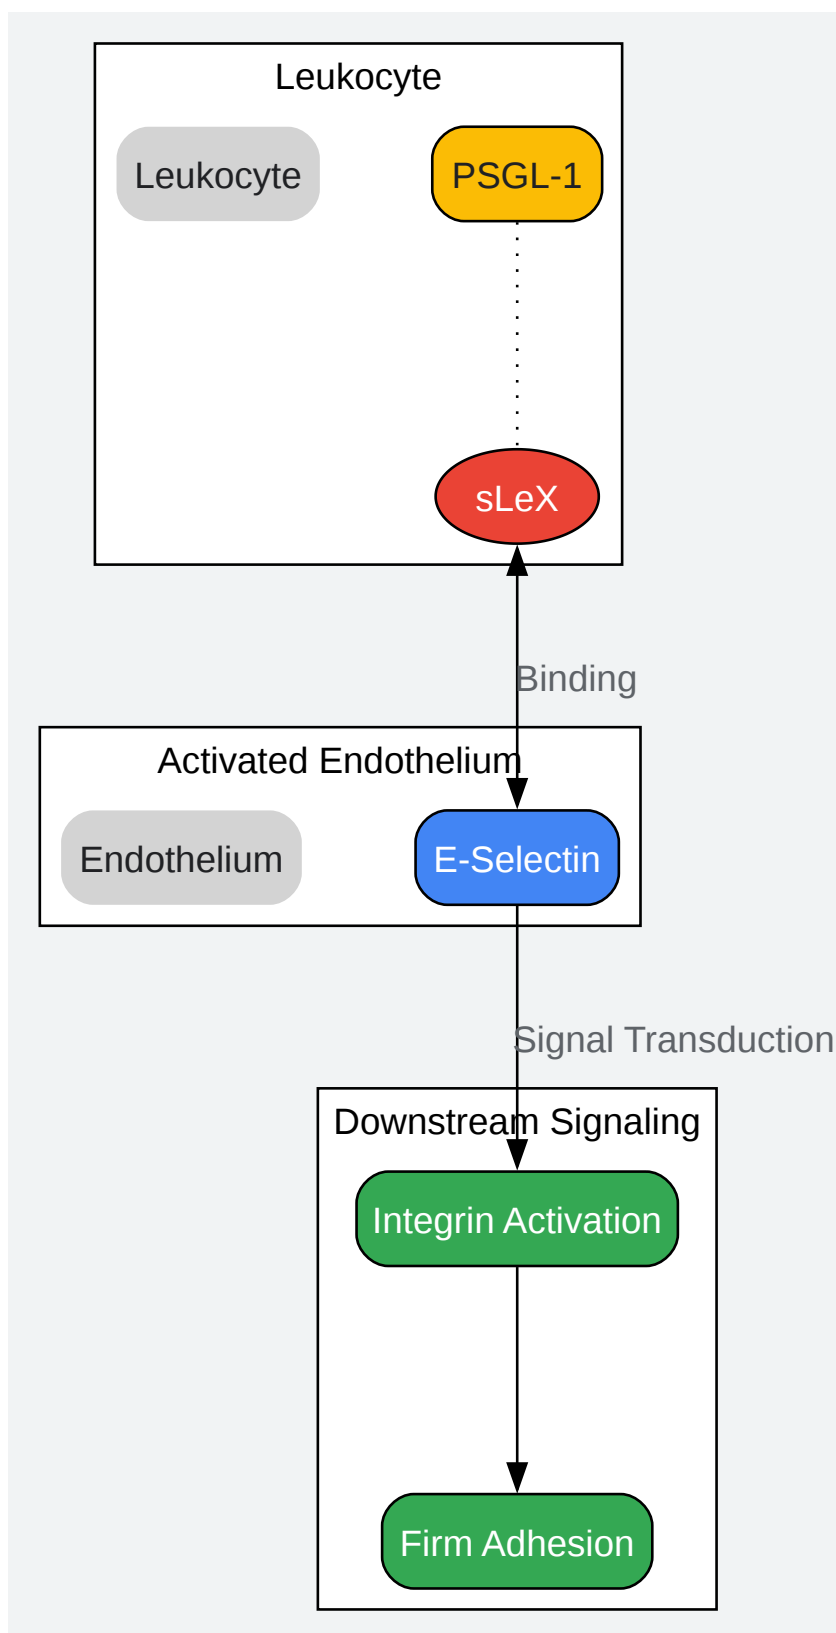 Leukocyte
Leukocyte
PSGL-1
sLeX
Binding
Activated Endothelium
Endothelium
E-Selectin
Signal Transduction
Downstream Signaling
Integrin Activation
Firm Adhesion